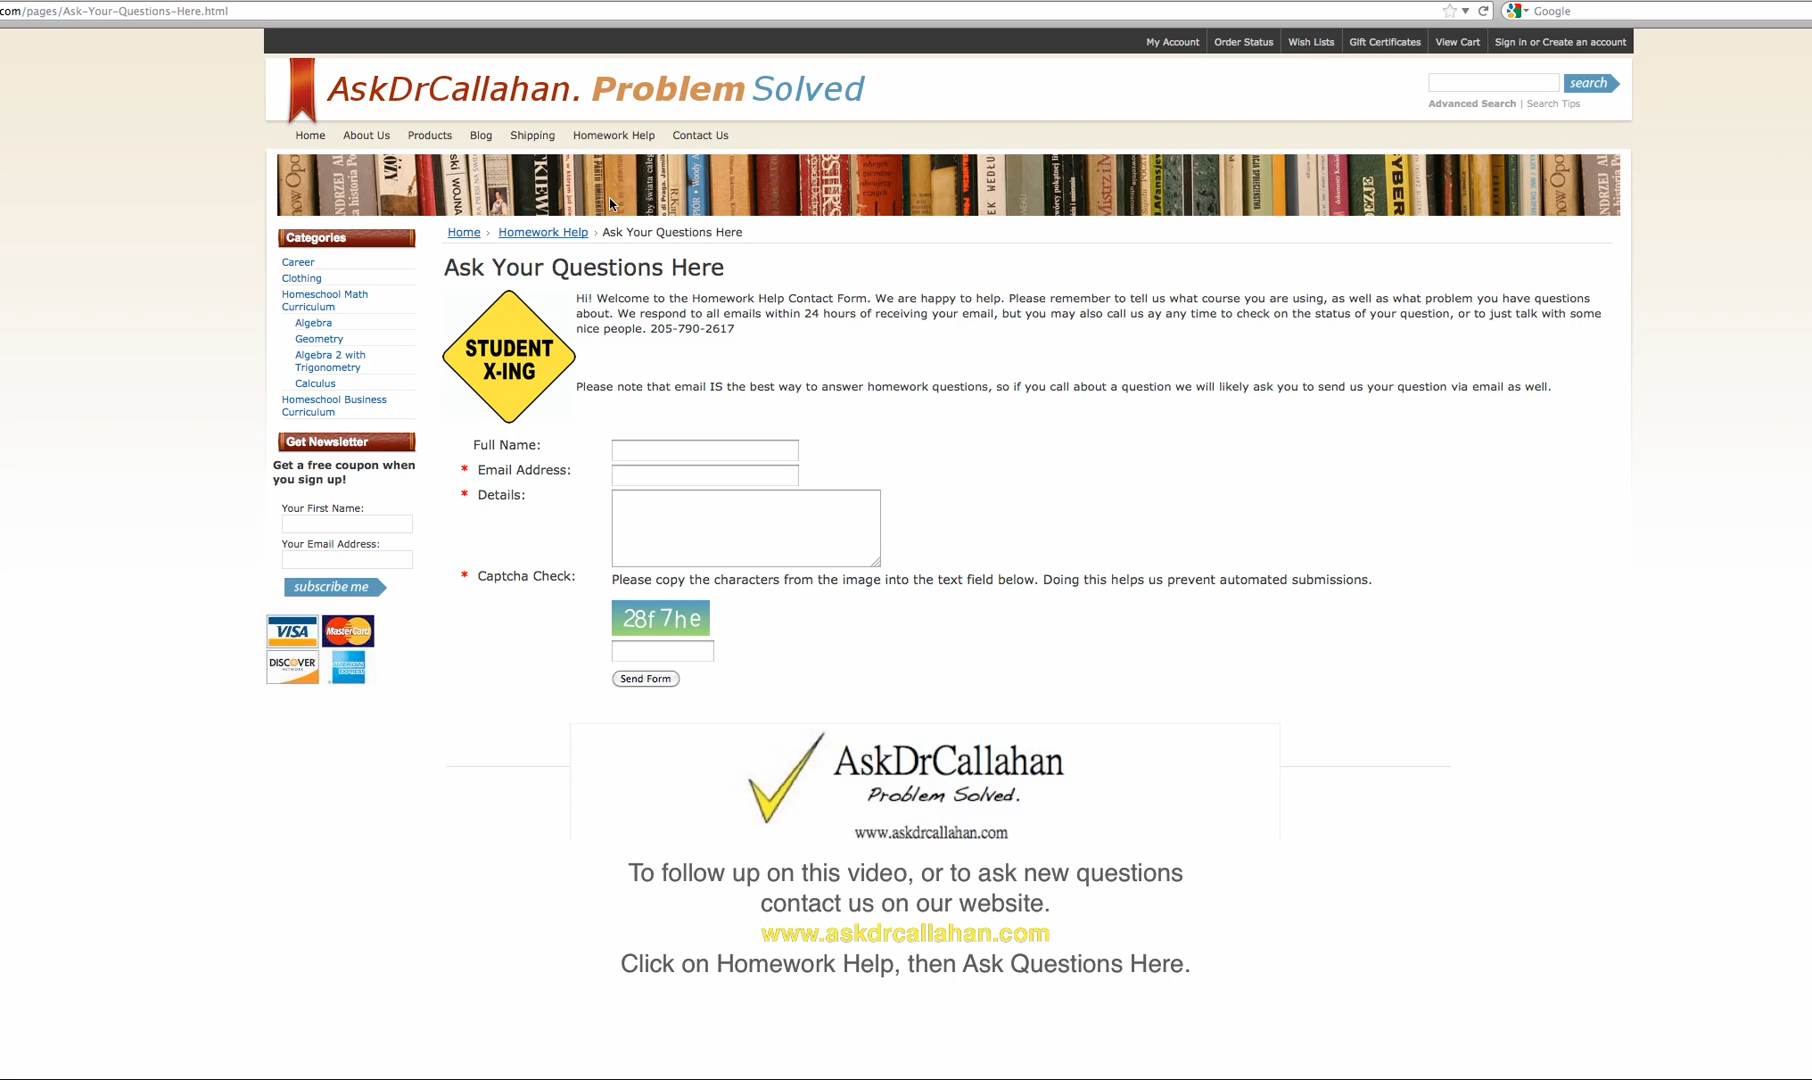 com/pages/Ask-Your-Questions-Here.html
Google
My Account
Order Status
Wish Lists
Gift Certificates
View Cart
Sign in or Create an account
AskDrCallahan. Problem Solved
search
Advanced Search | Search Tips
Home
About Us
Products
Blog
Shipping
Homework Help
Contact Us
Categories
Career
Clothing
Homeschool Math
Curriculum
Algebra
Geometry
Algebra 2 with
Trigonometry
Calculus
Homeschool Business
Curriculum
Get Newsletter
Get a free coupon when
you sign up!
Your First Name:
Your Email Address:
subscribe me
VISA
MasterCard
DISCOVER
Home › Homework Help › Ask Your Questions Here
Ask Your Questions Here
STUDENT
X-ING
Hi! Welcome to the Homework Help Contact Form. We are happy to help. Please remember to tell us what course you are using, as well as what problem you have questions
about. We respond to all emails within 24 hours of receiving your email, but you may also call us ay any time to check on the status of your question, or to just talk with some
nice people. 205-790-2617
Please note that email IS the best way to answer homework questions, so if you call about a question we will likely ask you to send us your question via email as well.
Full Name:
* Email Address:
* Details:
* Captcha Check:
Please copy the characters from the image into the text field below. Doing this helps us prevent automated submissions.
28f7he
Send Form
AskDrCallahan
Problem Solved.
www.askdrcallahan.com
To follow up on this video, or to ask new questions
contact us on our website.
www.askdrcallahan.com
Click on Homework Help, then Ask Questions Here.